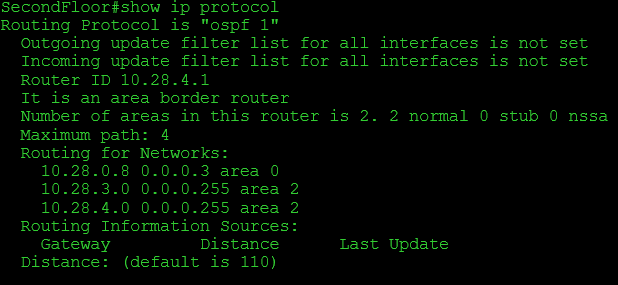 SecondFloor#show ip protocol
Routing Protocol is "ospf 1"
Outgoing update filter list for all interfaces is not set
Incoming update filter list for all interfaces is not set
Router ID 10.28.4.1
It is an area border router
Number of areas in this router is 2. 2 normal 0 stub 0 nssa
Maximum path: 4
Routing for Networks:
10.28.0.8 0.0.0.3 area 0
10.28.3.0 0.0.0.255 area 2
10.28.4.0 0.0.0.255 area 2
Routing Information Sources:
Gateway Distance Last Update
Distance: (default is 110)